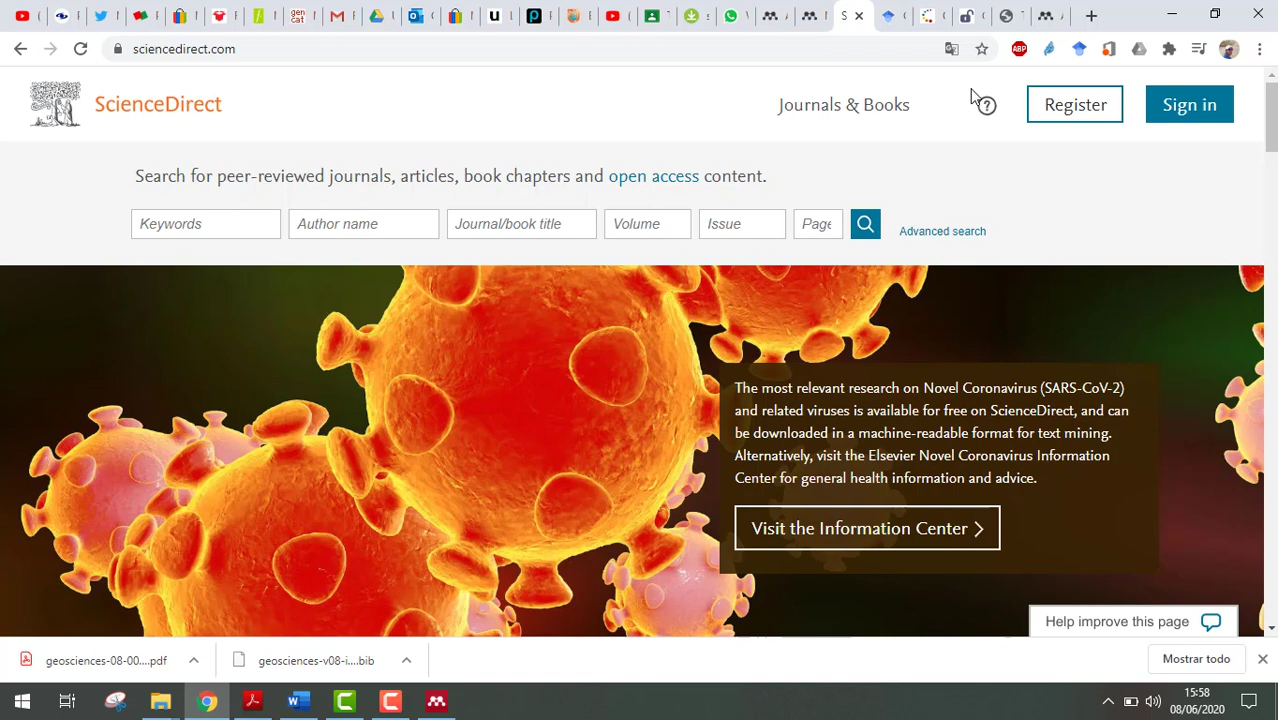 sciencedirect.com
ABP
ScienceDirect
Journals & Books
?
Register
Sign in
Search for peer-reviewed journals, articles, book chapters and open access content.
Keywords
Author name
Journal/book title
Volume
Issue
Page
Advanced search
The most relevant research on Novel Coronavirus (SARS-CoV-2)
and related viruses is available for free on ScienceDirect, and can
be downloaded in a machine-readable format for text mining.
Alternatively, visit the Elsevier Novel Coronavirus Information
Center for general health information and advice.
Visit the Information Center
Help improve this page
geosciences-08-00....pdf
geosciences-v08-i....bib
Mostrar todo
15:58
08/06/2020